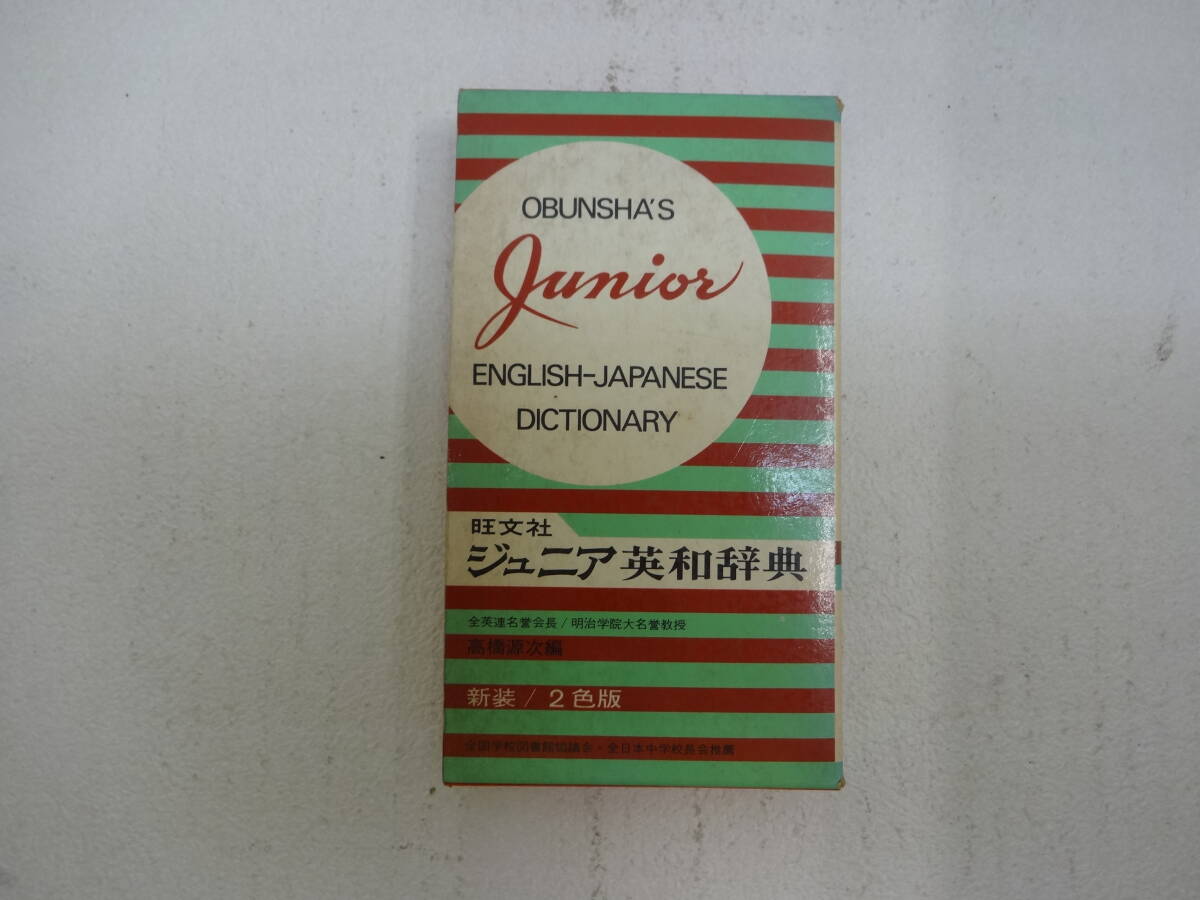 OBUNSHA'S
Junior
ENGLISH-JAPANESE
DICTIONARY
旺文社
ジュニア英和辞典
全英連名誉会長/明治学院大名誉教授
高橋源次編
新装/2色版
全国学校図書館協議会・全日本中学校長会推薦